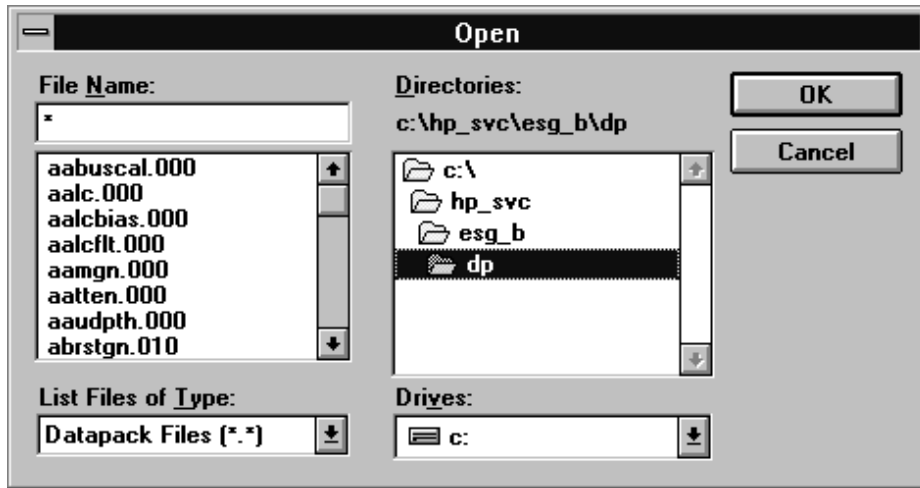 Open
File Name:
*
aabuscal.000
aalc.000
aalcbias.000
aalcflt.000
aamgn.000
aatten.000
aaudpth.000
abrstgn.010
List Files of Type:
Datapack Files (*.*)
Directories:
c:\hp_svc\esg_b\dp
c:\
hp_svc
esg_b
dp
Drives:
c:
OK
Cancel